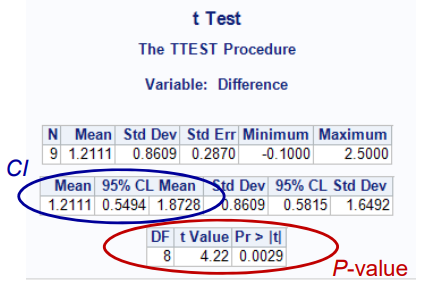 t Test
The TTEST Procedure
Variable: Difference
N Mean Std Dev Std Err Minimum Maximum
9 1.2111 0.8609 0.2870 -0.1000 2.5000
CI
Mean 95% CL Mean Std Dev 95% CL Std Dev
1.2111 0.5494 1.8728 0.8609 0.5815 1.6492
DF t Value Pr > |t|
8 4.22 0.0029
P-value